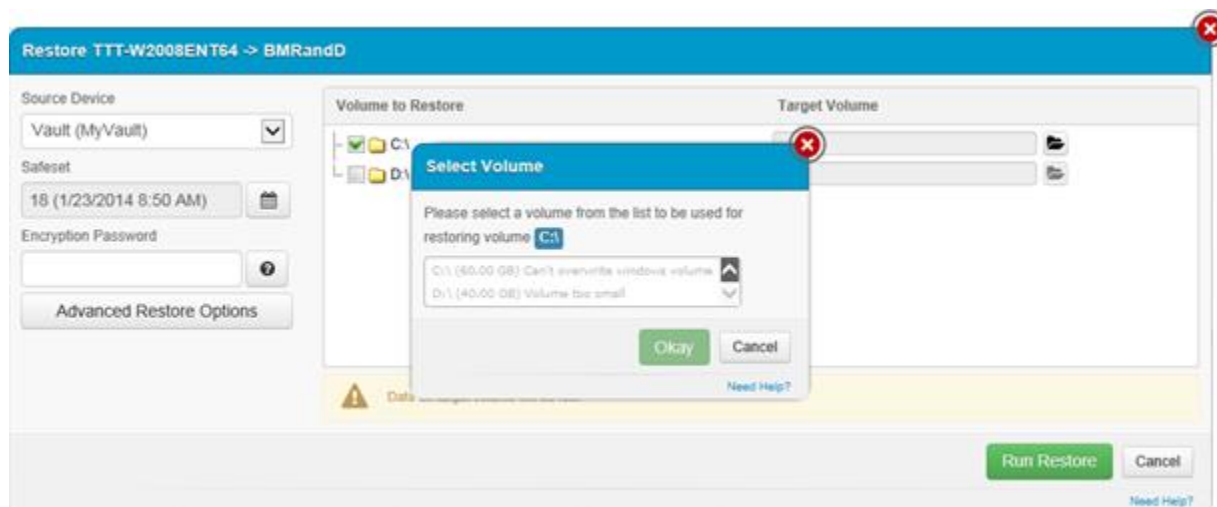 Restore TTT-W2008ENT64 -> BMRandD
Source Device
Vault (MyVault)
Safeset
18 (1/23/2014 8:50 AM)
Encryption Password
Advanced Restore Options
Volume to Restore
Target Volume
C:\
D:\
Select Volume
Please select a volume from the list to be used for
restoring volume C:\
C:\ (60.00 GB) Can't overwrite windows volume
D:\ (40.00 GB) Volume too small
Okay
Cancel
Need Help?
Data
Run Restore
Cancel
Need Help?